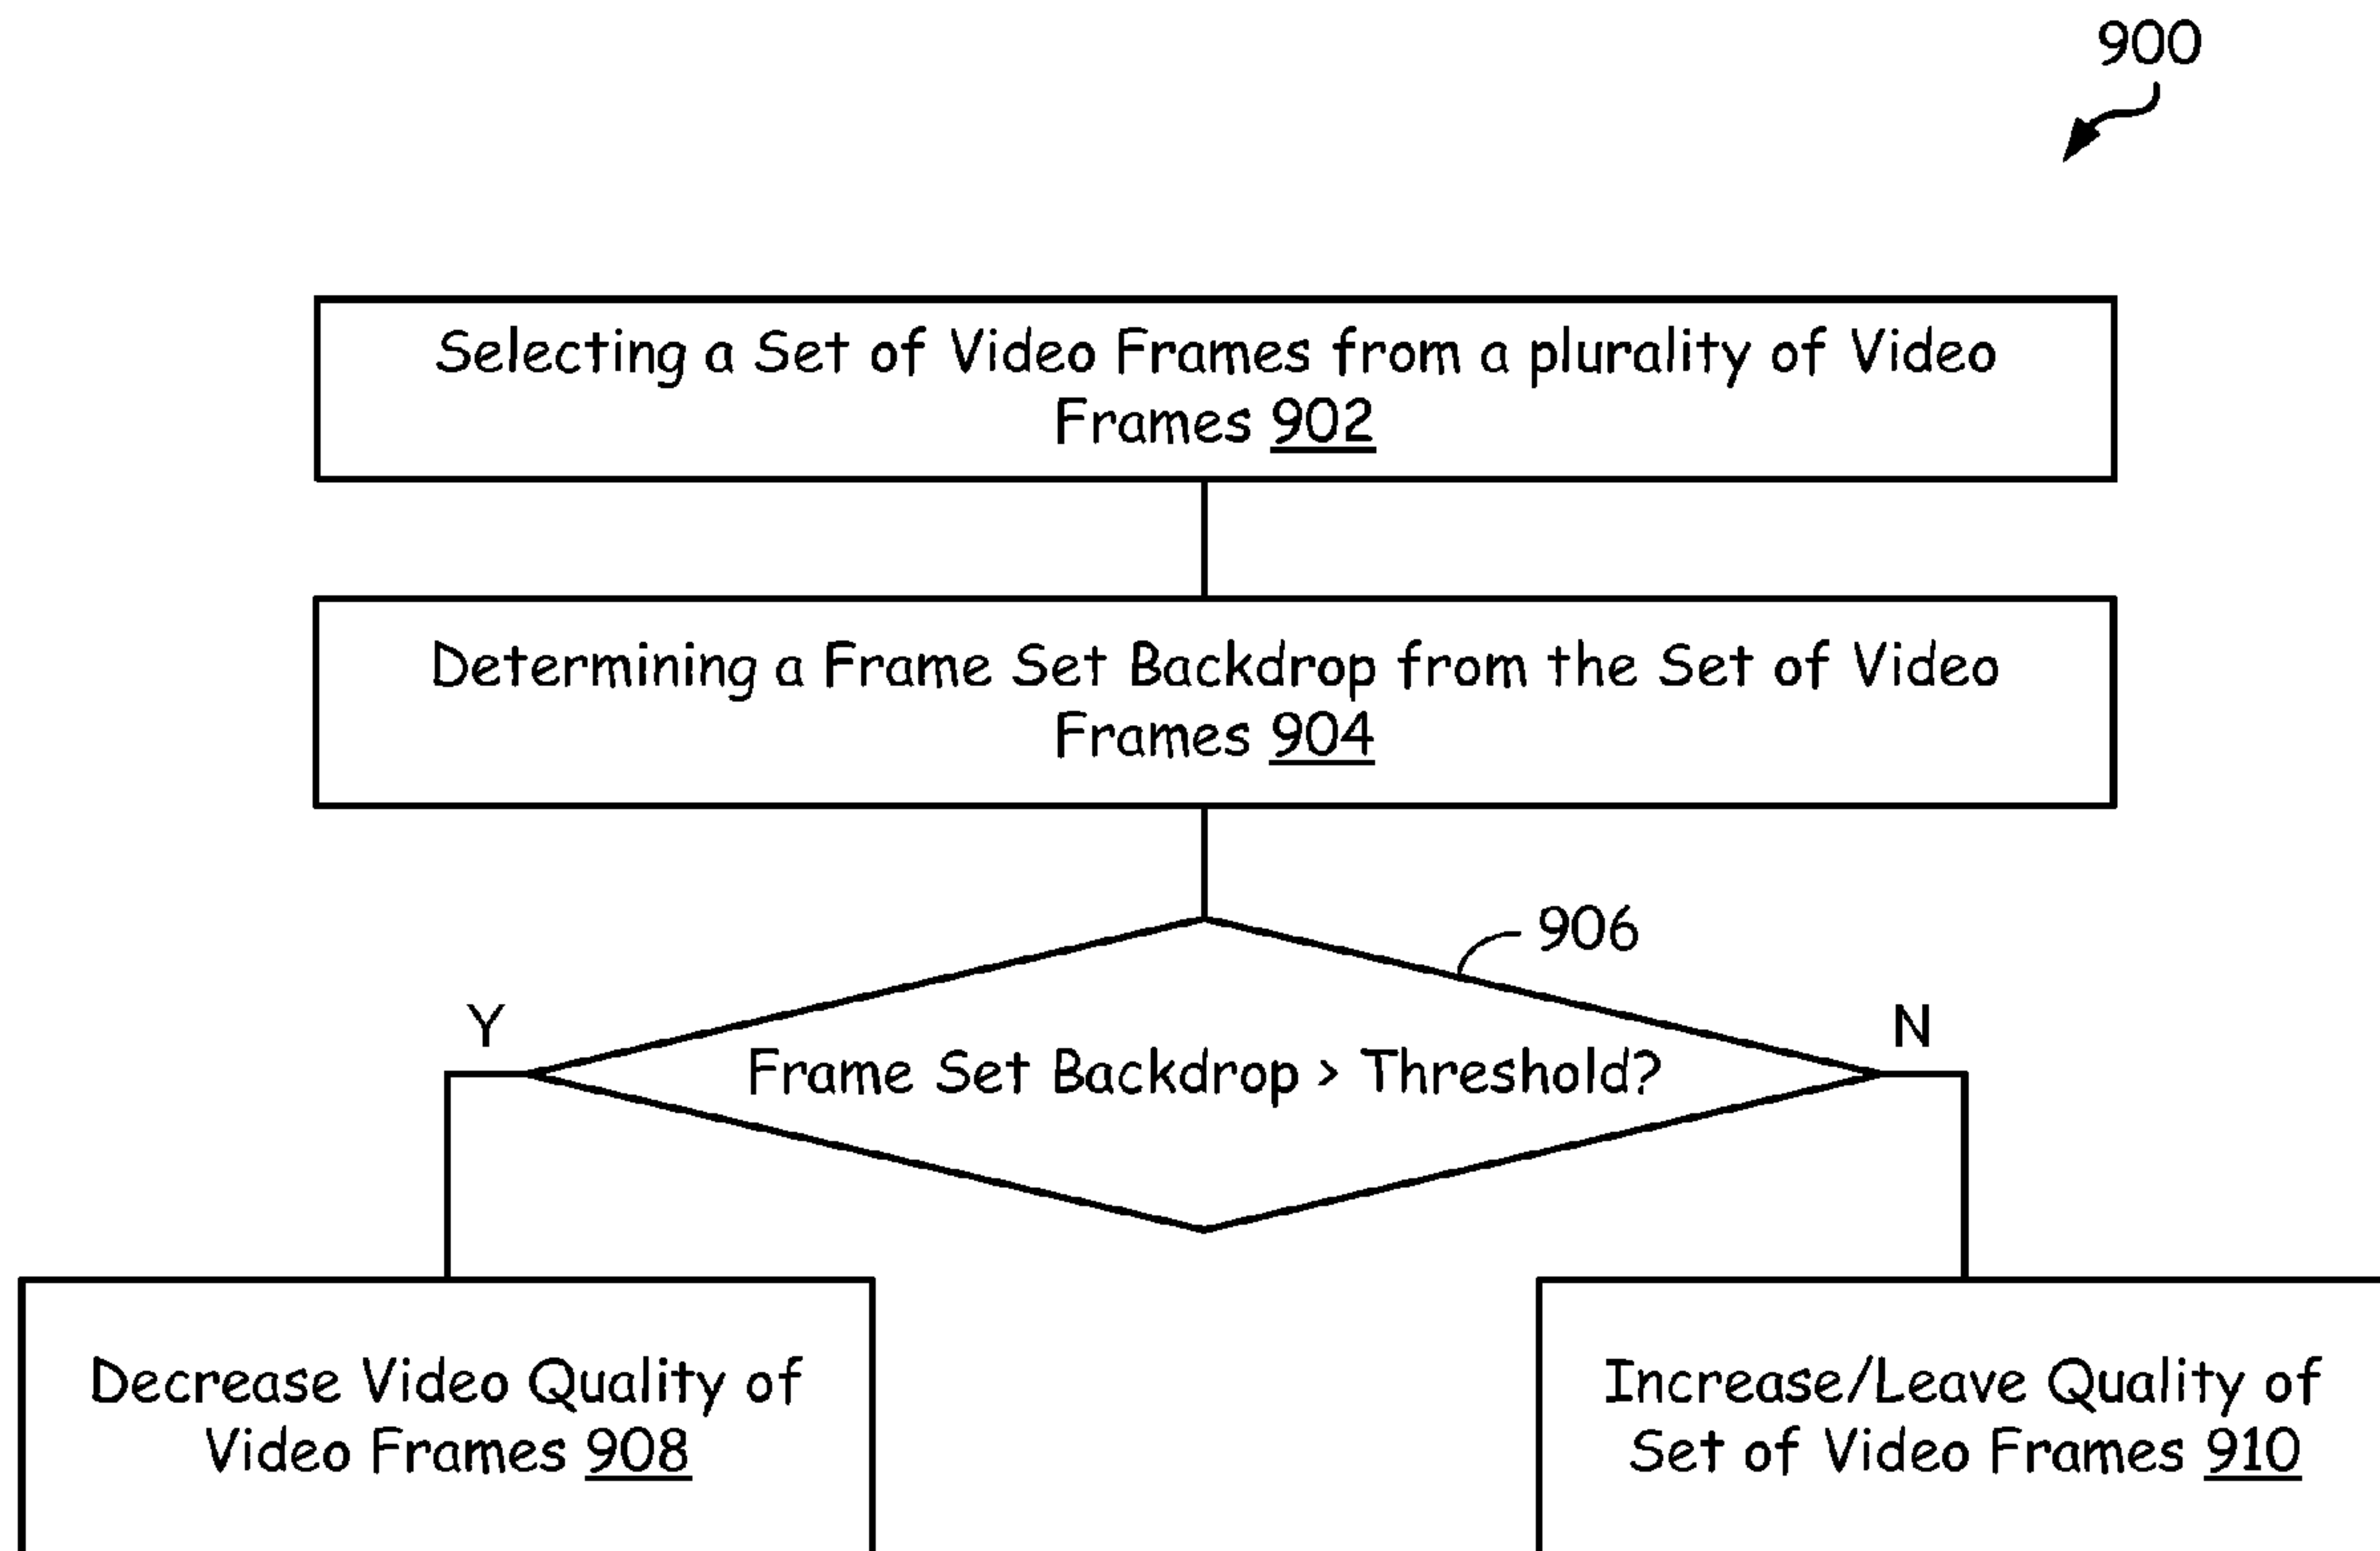 900
Selecting a Set of Video Frames from a plurality of Video
Frames 902
Determining a Frame Set Backdrop from the Set of Video
Frames 904
906
Y
N
Frame Set Backdrop > Threshold?
Decrease Video Quality of
Video Frames 908
Increase/Leave Quality of
Set of Video Frames 910